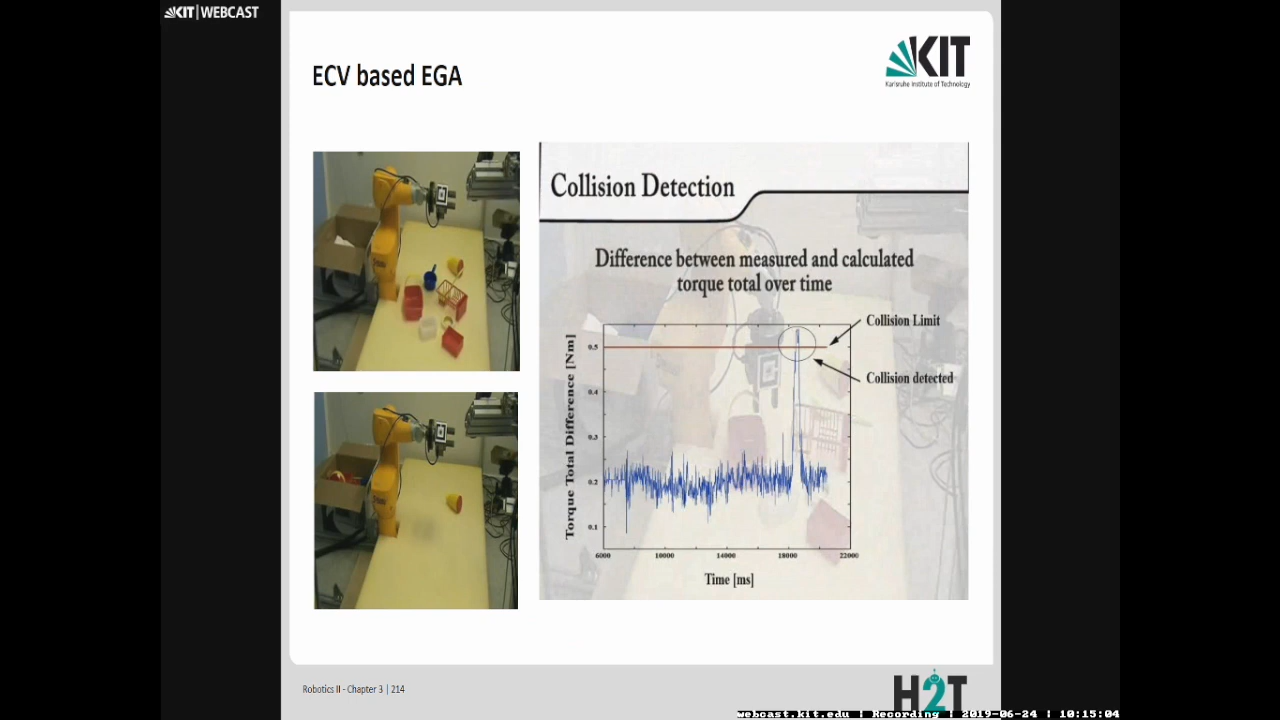 KIT | WEBCAST
ECV based EGA
KIT
Karlsruhe Institute of Technology
Collision Detection
Difference between measured and calculated
torque total over time
Collision Limit
Collision detected
Torque Total Difference [Nm]
0.5
0.4
0.3
0.2
0.1
6000 10000 14000 18000 22000
Time [ms]
Robotics II - Chapter 3 | 214
H2T
webcast.kit.edu | Recording | 2019-06-24 | 10:15:04